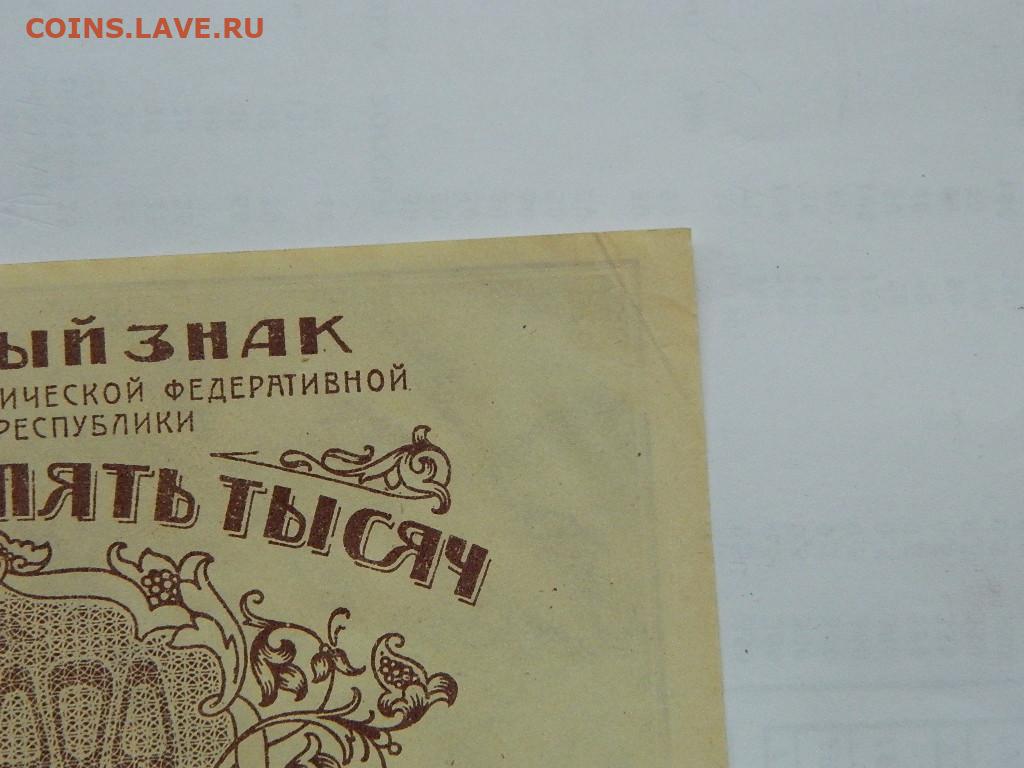 COINS.LAVE.RU
ЫЙ ЗНАК
ИЧЕСКОЙ ФЕДЕРАТИВНОЙ
РЕСПУБЛИКИ
ПЯТЬ ТЫСЯЧ